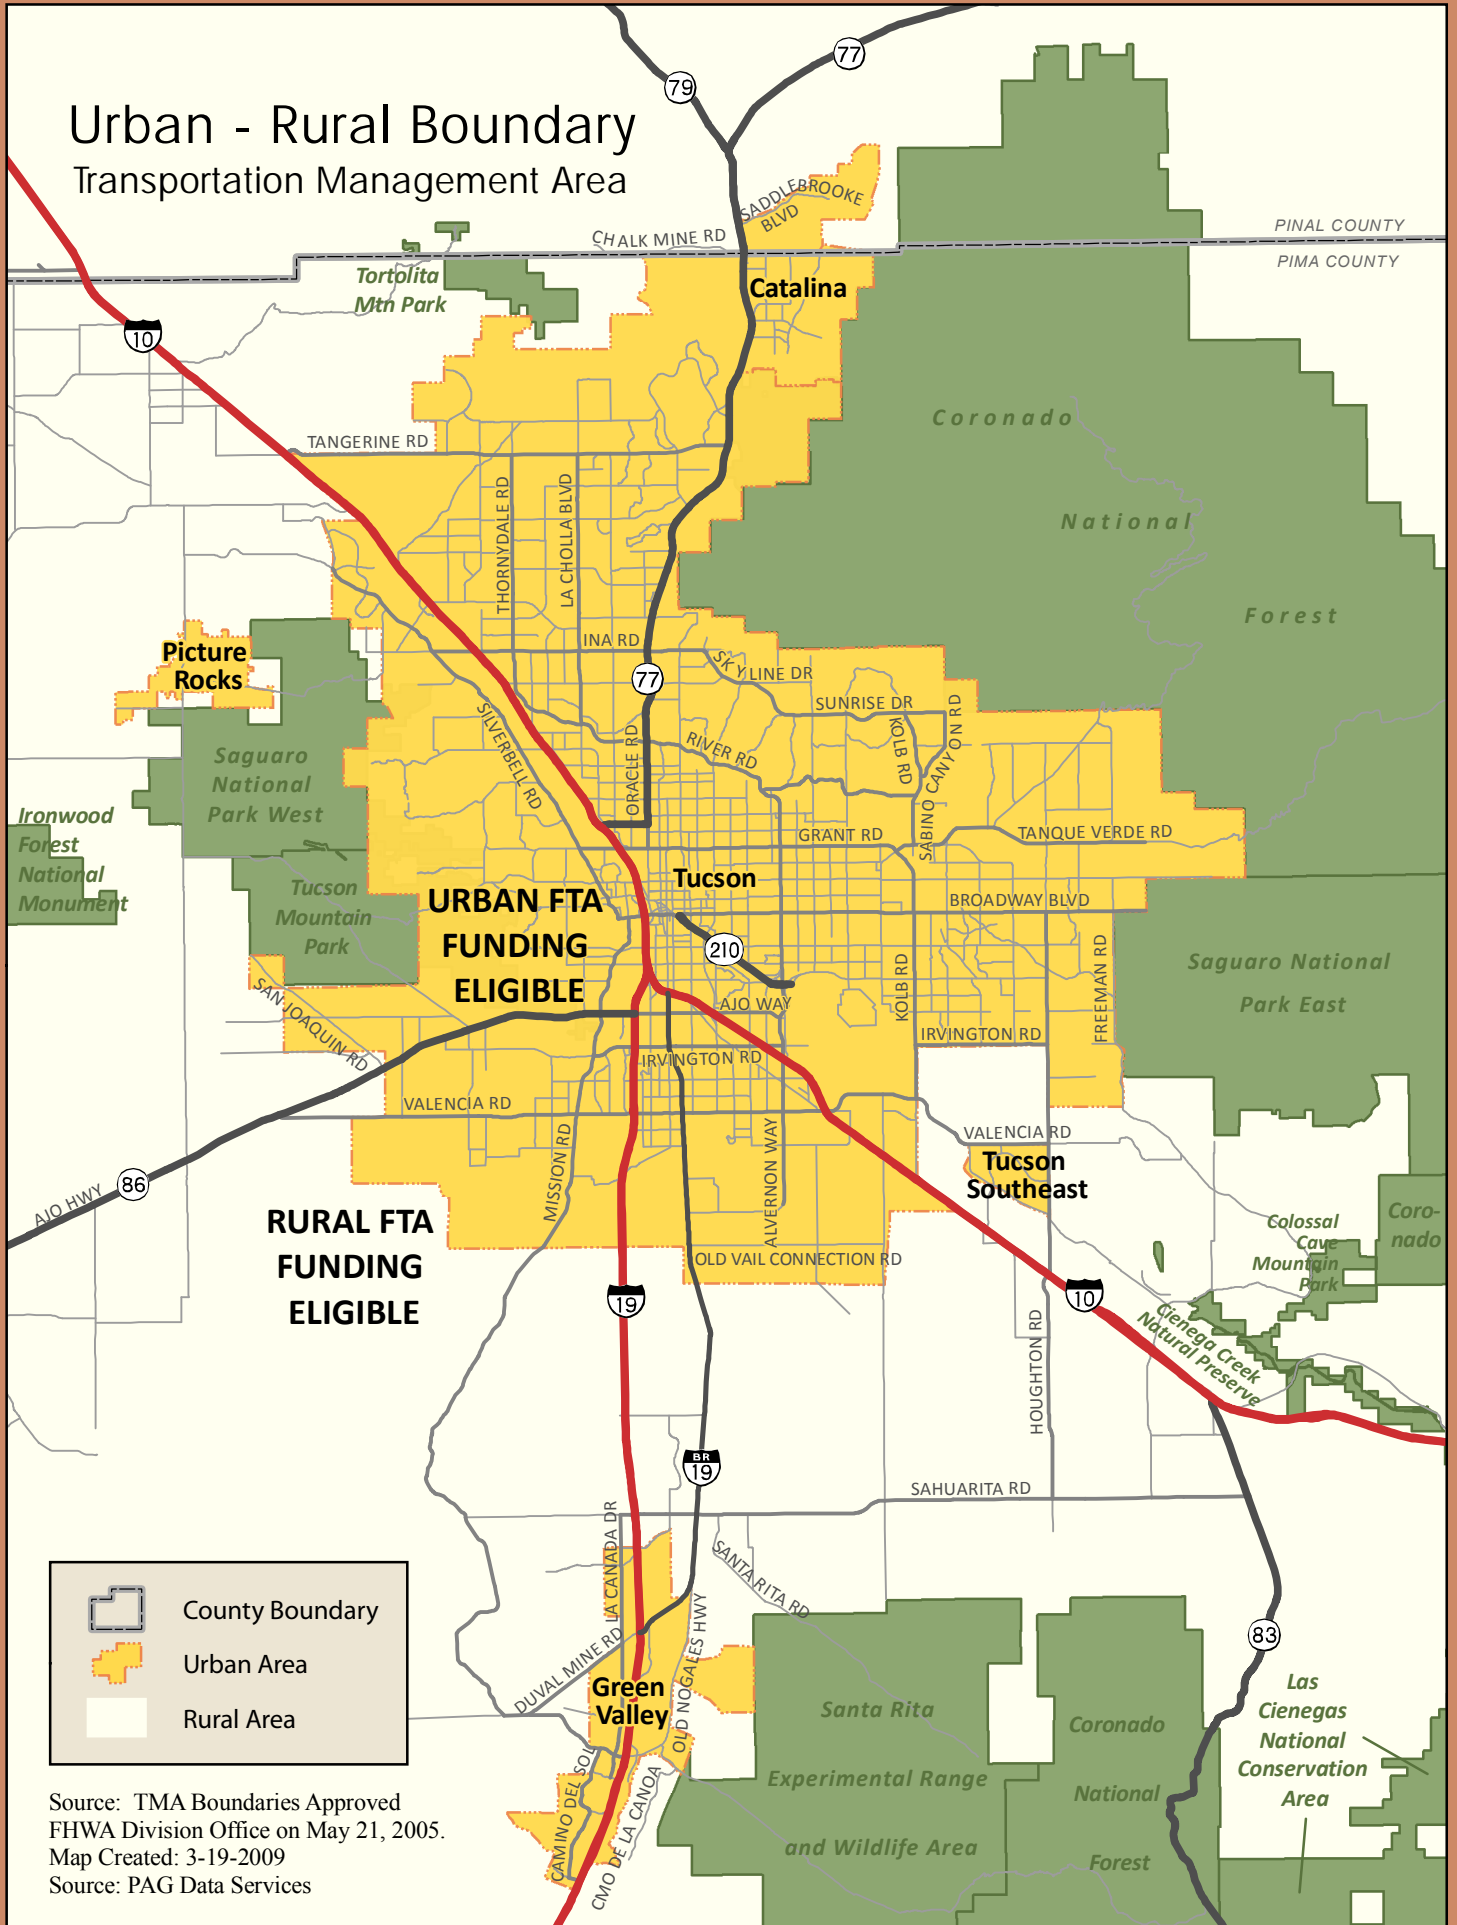 Urban - Rural Boundary
Transportation Management Area
79
77
SADDLEBROOKE
BLVD
CHALK MINE RD
PINAL COUNTY
PIMA COUNTY
Tortolita
Mtn Park
Catalina
10
Coronado
National
Forest
TANGERINE RD
THORNYDALE RD
LA CHOLLA BLVD
INA RD
Picture
Rocks
77
SKYLINE DR
SUNRISE DR
KOLB RD
SABINO CANYON RD
SILVERBELL RD
ORACLE RD
RIVER RD
Saguaro
National
Park West
Ironwood
Forest
National
Monument
GRANT RD
TANQUE VERDE RD
Tucson
Mountain
Park
Tucson
BROADWAY BLVD
URBAN FTA
FUNDING
ELIGIBLE
210
KOLB RD
FREEMAN RD
Saguaro National
Park East
SAN JOAQUIN RD
AJO WAY
IRVINGTON RD
IRVINGTON RD
VALENCIA RD
VALENCIA RD
MISSION RD
ALVERNON WAY
Tucson
Southeast
86
AJO HWY
RURAL FTA
FUNDING
ELIGIBLE
OLD VAIL CONNECTION RD
Colossal
Cave
Mountain
Park
Coro-
nado
19
10
HOUGHTON RD
Cienega Creek
Natural Preserve
BR
19
SAHUARITA RD
LA CANADA DR
SANTA RITA RD
DUVAL MINE RD
OLD NOGALES HWY
83
Green
Valley
CAMINO DEL SOL
CMO DE LA CANOA
Santa Rita
Experimental Range
and Wildlife Area
Coronado
National
Forest
Las
Cienegas
National
Conservation
Area
County Boundary
Urban Area
Rural Area
Source: TMA Boundaries Approved
FHWA Division Office on May 21, 2005.
Map Created: 3-19-2009
Source: PAG Data Services